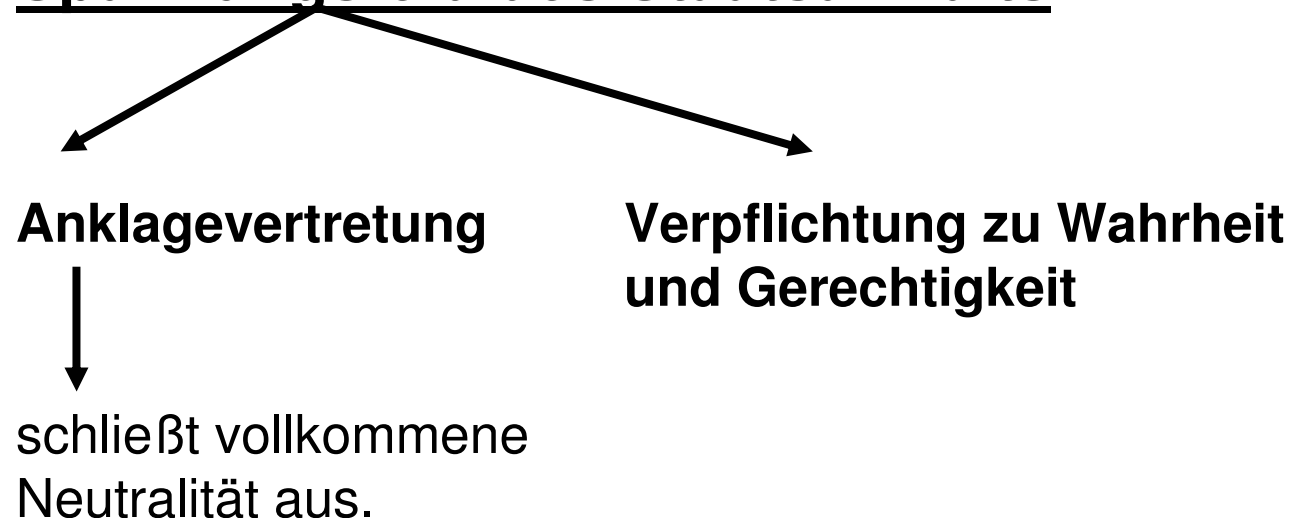 Anklagevertretung
Verpflichtung zu Wahrheit
und Gerechtigkeit
schließt vollkommene
Neutralität aus.